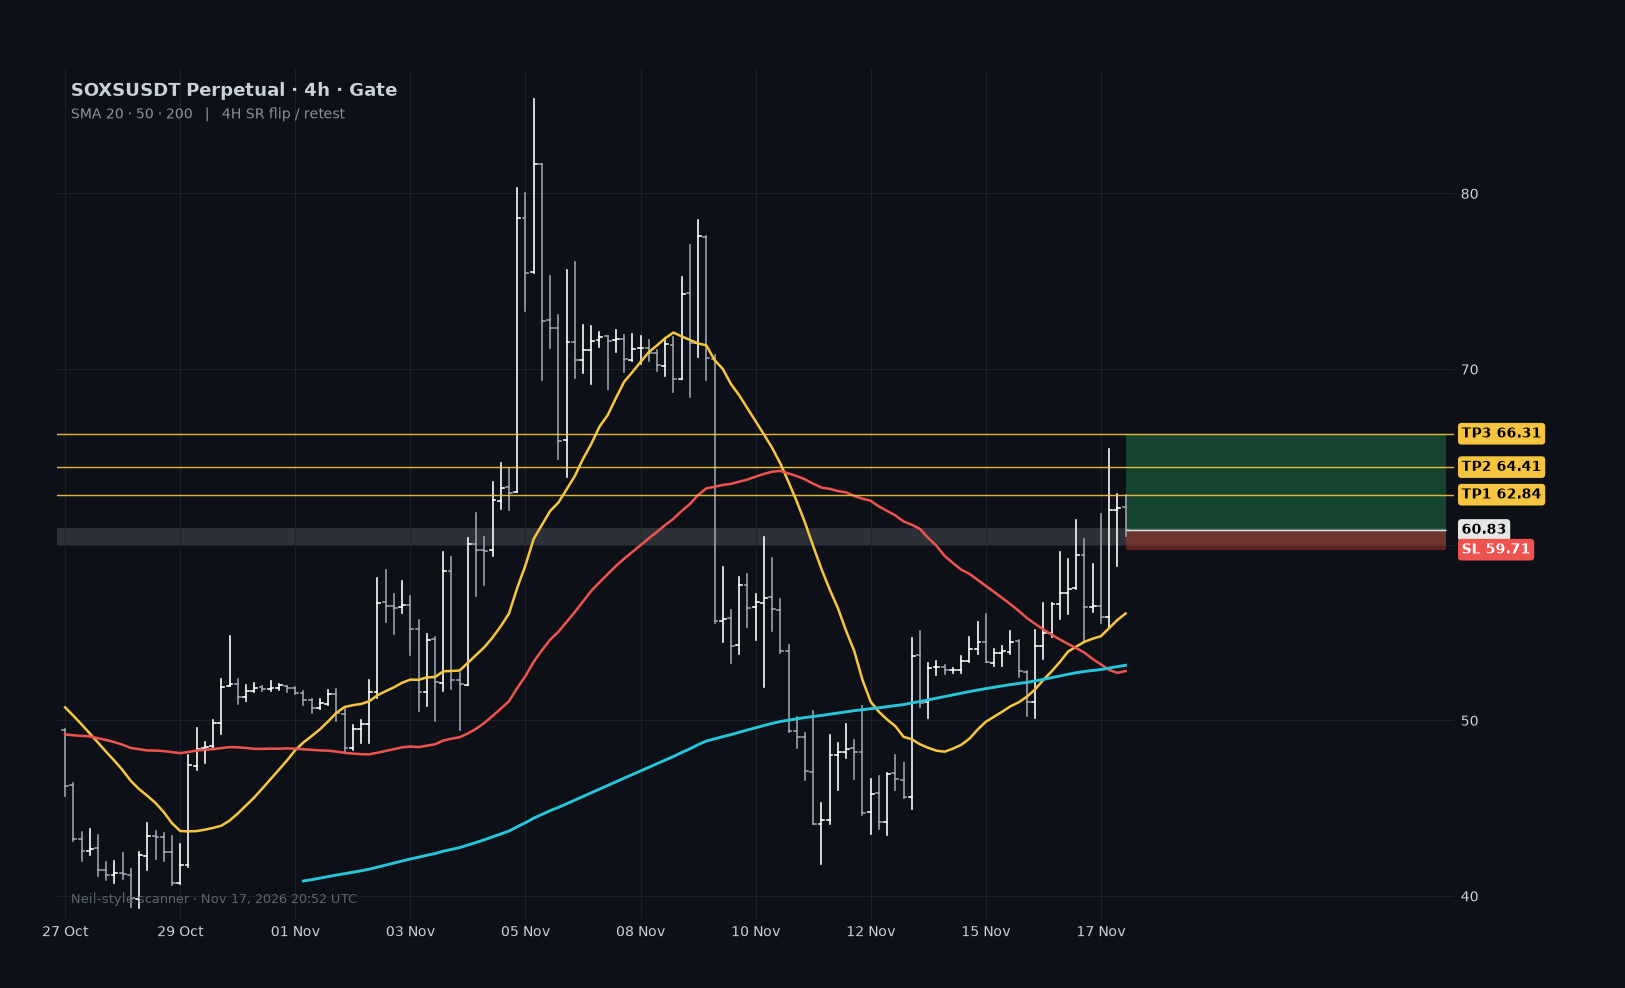 SOXSUSDT Perpetual · 4h · Gate
SMA 20 · 50 · 200 | 4H SR flip / retest
80
70
TP3 66.31
TP2 64.41
TP1 62.84
60.83
SL 59.71
50
40
Neil-style scanner · Nov 17, 2026 20:52 UTC
27 Oct 29 Oct 01 Nov 03 Nov 05 Nov 08 Nov 10 Nov 12 Nov 15 Nov 17 Nov